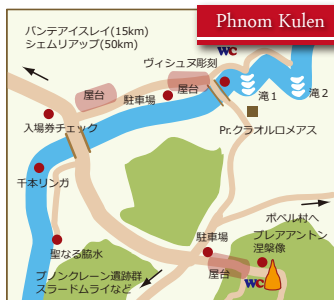 Phnom Kulen
バンテアイスレイ(15km)
シェムリアップ(50km)
WC
ヴィシュヌ彫刻
屋台
駐車場
屋台
滝１
滝２
入場券チェック
Pr.クラオルロメアス
千本リンガ
ポペル村へ
聖なる脇水
駐車場
プレアアントン
涅槃像
屋台
WC
プノンクレーン遺跡群
スラードムライなど